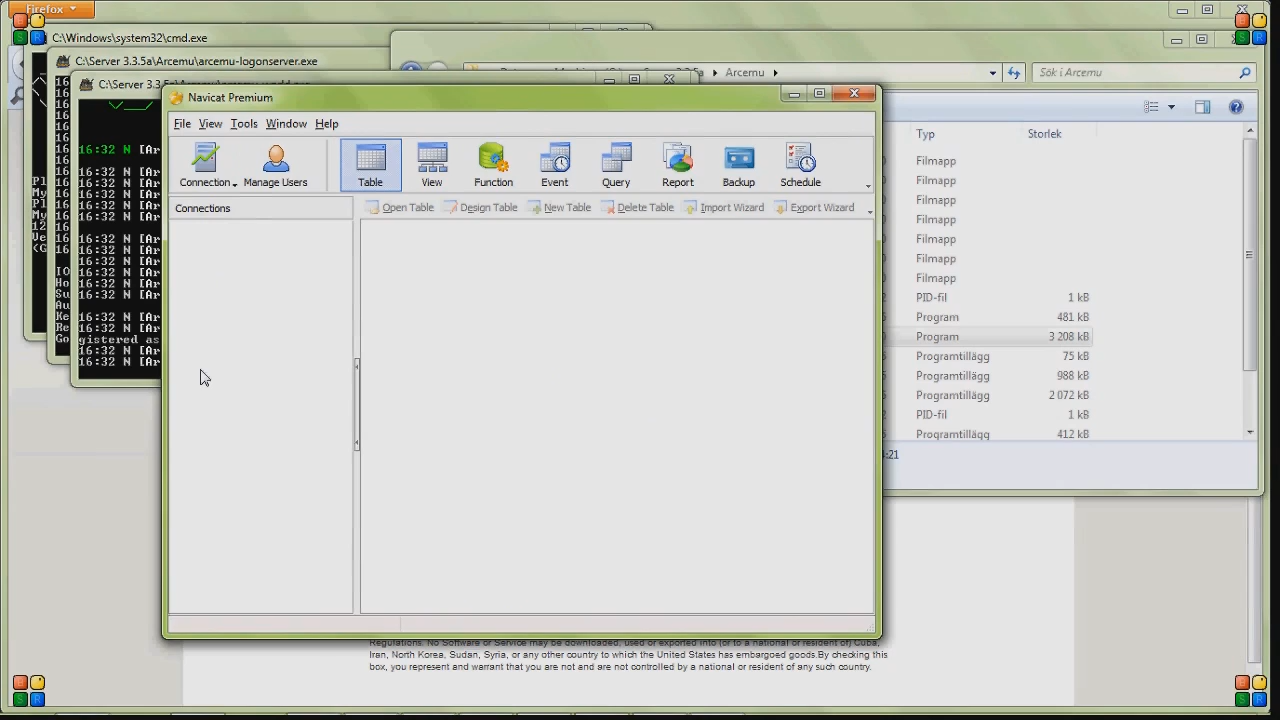 Firefox
C:\Windows\system32\cmd.exe
C:\Server 3.3.5a\Arcemu\arcemu-logonserver.exe
C:\Server 3.3.5a
Arcemu
Sök i Arcemu
Navicat Premium
File View Tools Window Help
Connection Manage Users Table View Function Event Query Report Backup Schedule
Connections
Open Table Design Table New Table Delete Table Import Wizard Export Wizard
Typ Storlek
Filmapp
Filmapp
Filmapp
Filmapp
Filmapp
Filmapp
Filmapp
PID-fil 1 kB
Program 481 kB
Program 3 208 kB
Programtillägg 75 kB
Programtillägg 988 kB
Programtillägg 2 072 kB
PID-fil 1 kB
Programtillägg 412 kB
16:32 N [Ar
16:32 N [Ar
16:32 N [Ar
16:32 N [Ar
16:32 N [Ar
16:32 N [Ar
16:32 N [Ar
16:32 N [Ar
16:32 N [Ar
16:32 N [Ar
16:32 N [Ar
16:32 N [Ar
gistered as
16:32 N [Ar
16:32 N [Ar
Regulations. No Software or Service may be downloaded, used or exported into (or to a national or resident of) Cuba,
Iran, North Korea, Sudan, Syria, or any other country to which the United States has embargoed goods.By checking this
box, you represent and warrant that you are not and are not controlled by a national or resident of any such country.